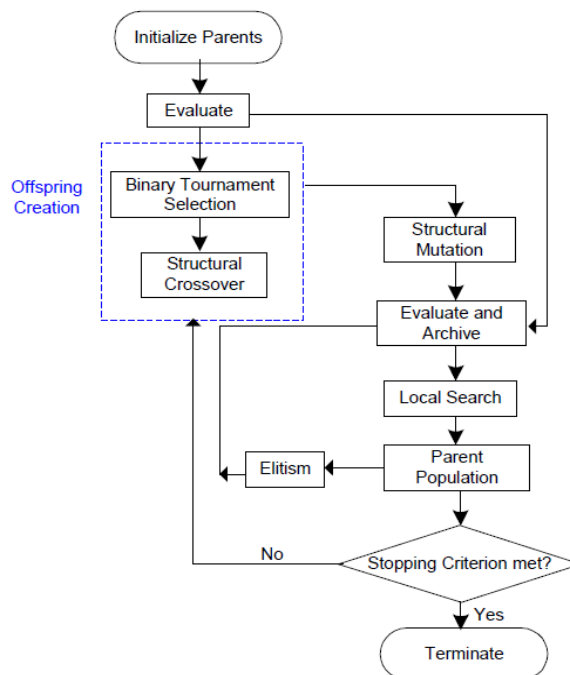 Initialize Parents
Evaluate
Offspring
Creation
Binary Tournament
Selection
Structural
Crossover
Structural
Mutation
Evaluate and
Archive
Local Search
Elitism
Parent
Population
No
Stopping Criterion met?
Yes
Terminate